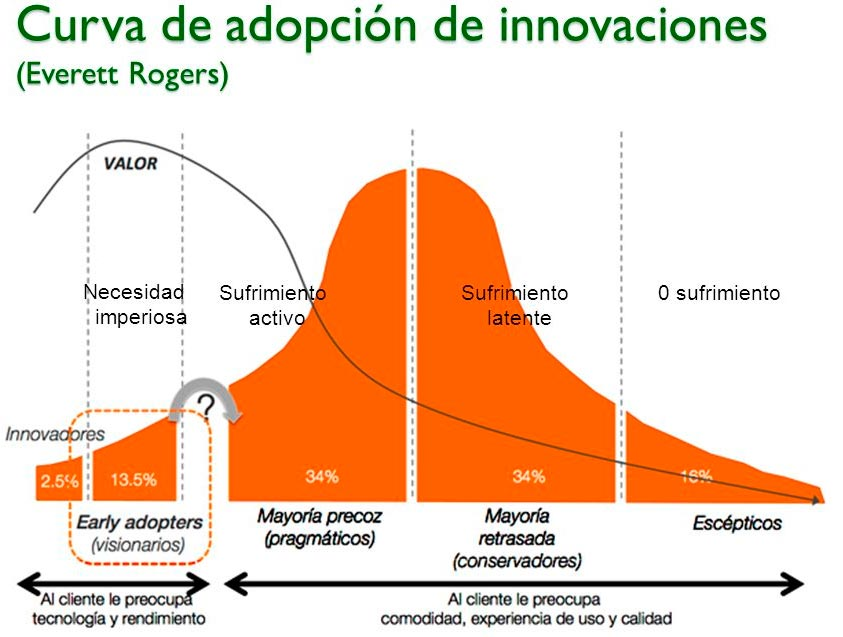 Curva de adopción de innovaciones
(Everett Rogers)
VALOR
Necesidad
imperiosa
Sufrimiento
activo
Sufrimiento
latente
0 sufrimiento
?
Innovadores
2.5%
13.5%
34%
34%
16%
Early adopters
(visionarios)
Mayoría precoz
(pragmáticos)
Mayoría
retrasada
(conservadores)
Escépticos
Al cliente le preocupa
tecnología y rendimiento
Al cliente le preocupa
comodidad, experiencia de uso y calidad